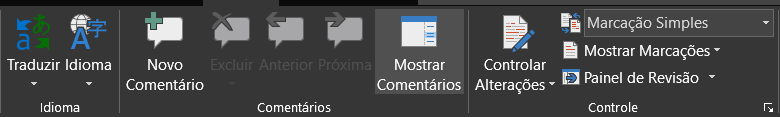 Traduzir
Idioma
Idioma
Novo
Comentário
Excluir
Anterior
Próxima
Mostrar
Comentários
Comentários
Controlar
Alterações
Marcação Simples
Mostrar Marcações
Painel de Revisão
Controle